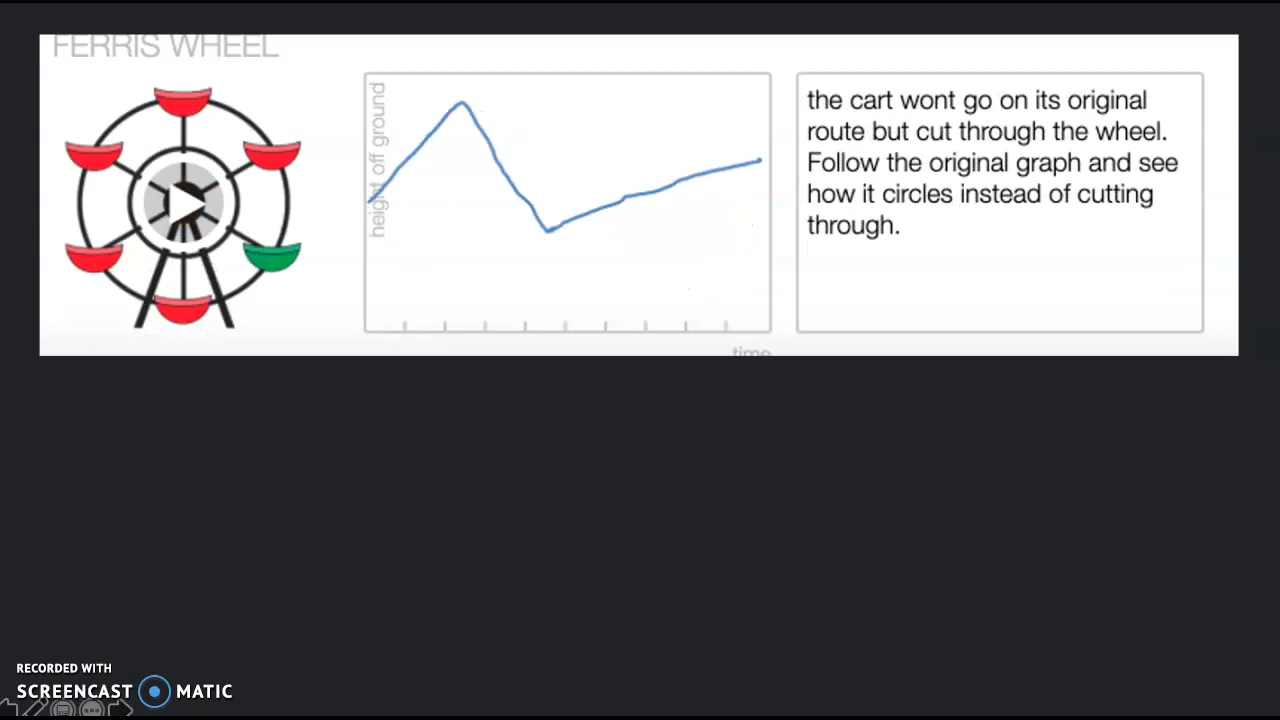 FERRIS WHEEL
height off ground
the cart wont go on its original
route but cut through the wheel.
Follow the original graph and see
how it circles instead of cutting
through.
time
RECORDED WITH
SCREENCAST MATIC